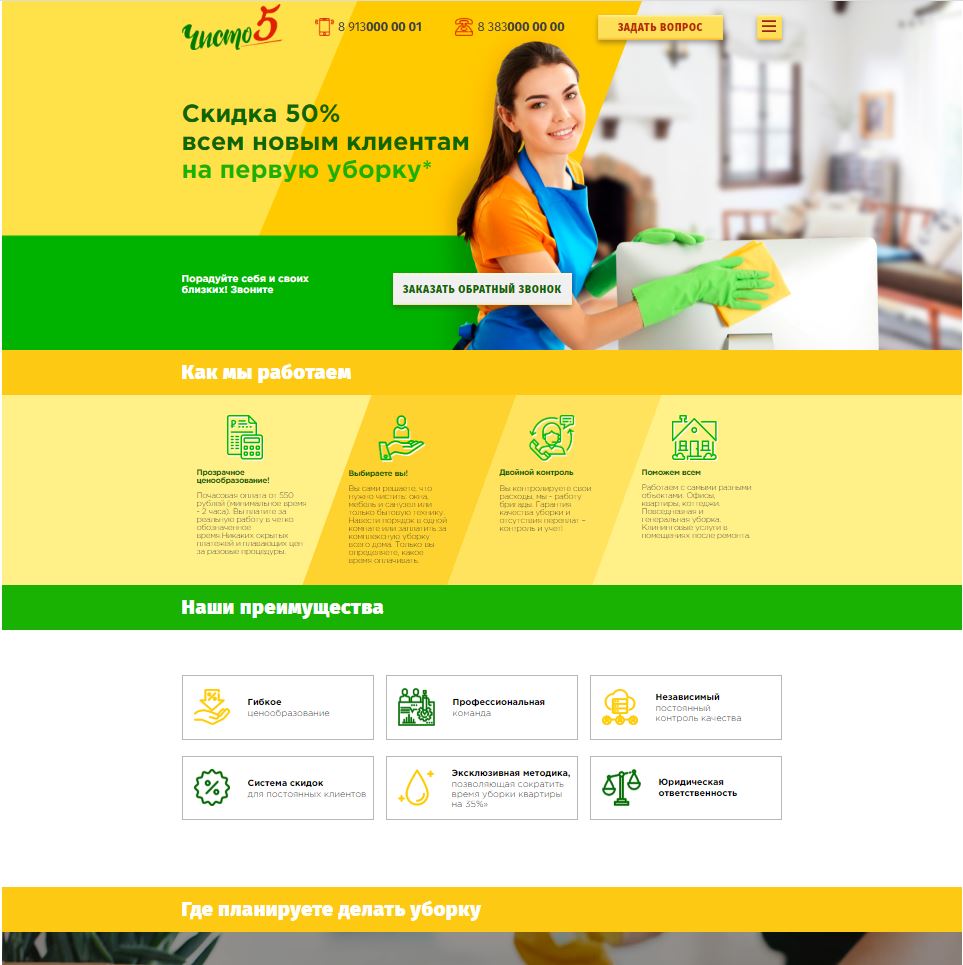 Чисто 5
8 913 000 00 01
8 383 000 00 00
ЗАДАТЬ ВОПРОС
Скидка 50%
всем новым клиентам
на первую уборку*
Порадуйте себя и своих
близких! Звоните
ЗАКАЗАТЬ ОБРАТНЫЙ ЗВОНОК
Как мы работаем
Прозрачное
ценообразование!
Почасовая оплата от 550
рублей (минимальное время
- 2 часа). Вы платите за
реальную работу в четко
обозначенное
время.Никаких скрытых
платежей и плавающих цен
за разовые процедуры.
Выбираете вы!
Вы сами решаете, что
нужно чистить: окна,
мебель и санузел или
только бытовую технику.
Навести порядок в одной
комнате или заплатить за
комплексную уборку
всего дома. Только вы
определяете, какое
время оплачивать.
Двойной контроль
Вы контролируете свои
расходы, мы - работу
бригады. Гарантия
качества уборки и
отсутствия переплат –
контроль и учет!
Поможем всем
Работаем с самыми разными
объектами. Офисы,
квартиры, коттеджи.
Повседневная и
генеральная уборка.
Клининговые услуги в
помещениях после ремонта.
Наши преимущества
Гибкое
ценообразование
Профессиональная
команда
Независимый
постоянный
контроль качества
Система скидок
для постоянных клиентов
Эксклюзивная методика,
позволяющая сократить
время уборки квартиры
на 35%»
Юридическая
ответственность
Где планируете делать уборку